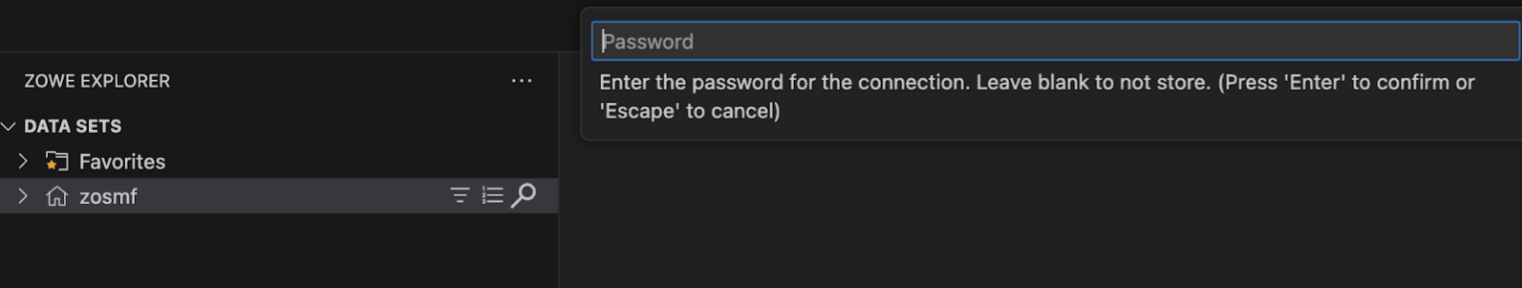 Password
Enter the password for the connection. Leave blank to not store. (Press 'Enter' to confirm or
'Escape' to cancel)
ZOWE EXPLORER
DATA SETS
Favorites
zosmf